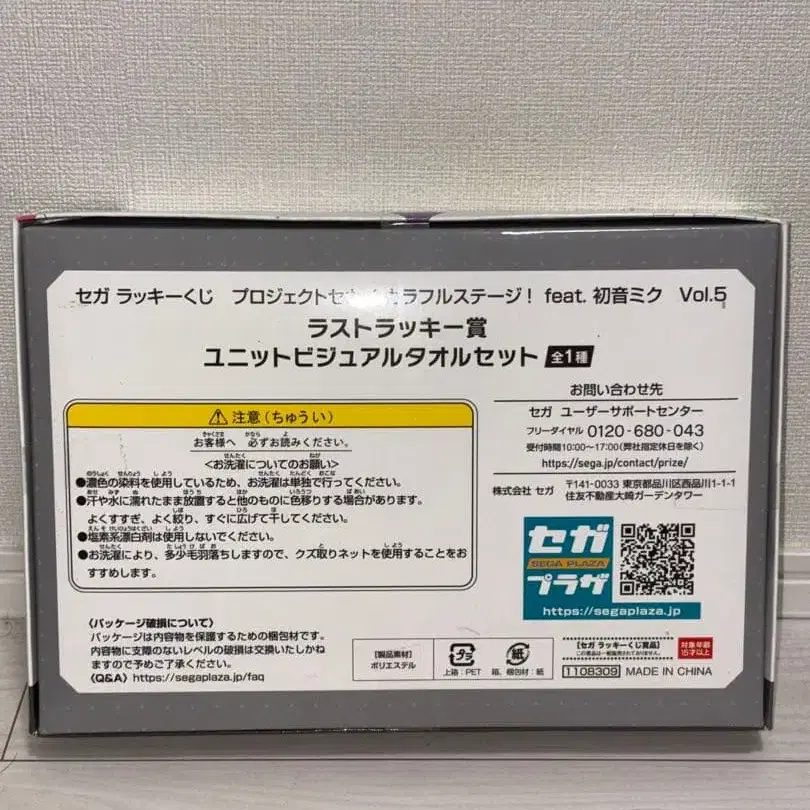 セガ ラッキーくじ プロジェクトセカイ カラフルステージ! feat. 初音ミク Vol.5
ラストラッキー賞
ユニットビジュアルタオルセット 全1種
⚠注意(ちゅうい)
お客様へ 必ずお読みください。
<お洗濯についてのお願い>
●濃色の染料を使用しているため、お洗濯は単独で行ってください。
●汗や水に濡れたまま放置すると他のものに色移りする場合があります。
よくすすぎ、よく絞り、すぐに広げて干してください。
●塩素系漂白剤は使用しないでください。
●お洗濯により、多少毛羽落ちしますので、クズ取りネットを使用することをお
すすめします。
お問い合わせ先
セガ ユーザーサポートセンター
フリーダイヤル 0120-680-043
受付時間10:00~17:00(弊社指定休日を除く)
https://sega.jp/contact/prize/
株式会社 セガ 〒141-0033 東京都品川区西品川1-1-1
住友不動産大崎ガーデンタワー
セガ
SEGA PLAZA
プラザ
https://segaplaza.jp
〈パッケージ破損について〉
パッケージは内容物を保護するための梱包材です。
内容物に支障のないレベルの破損は交換いたしかね
ますので予めご了承ください。
〈Q&A〉https://segaplaza.jp/faq
【製品素材】
ポリエステル
プラ
上箱:PET
紙
箱、梱包材:紙
【セガ ラッキーくじ賞品】
この商品は一般販売されておりません。
対象年齢
15才以上
1108309 MADE IN CHINA